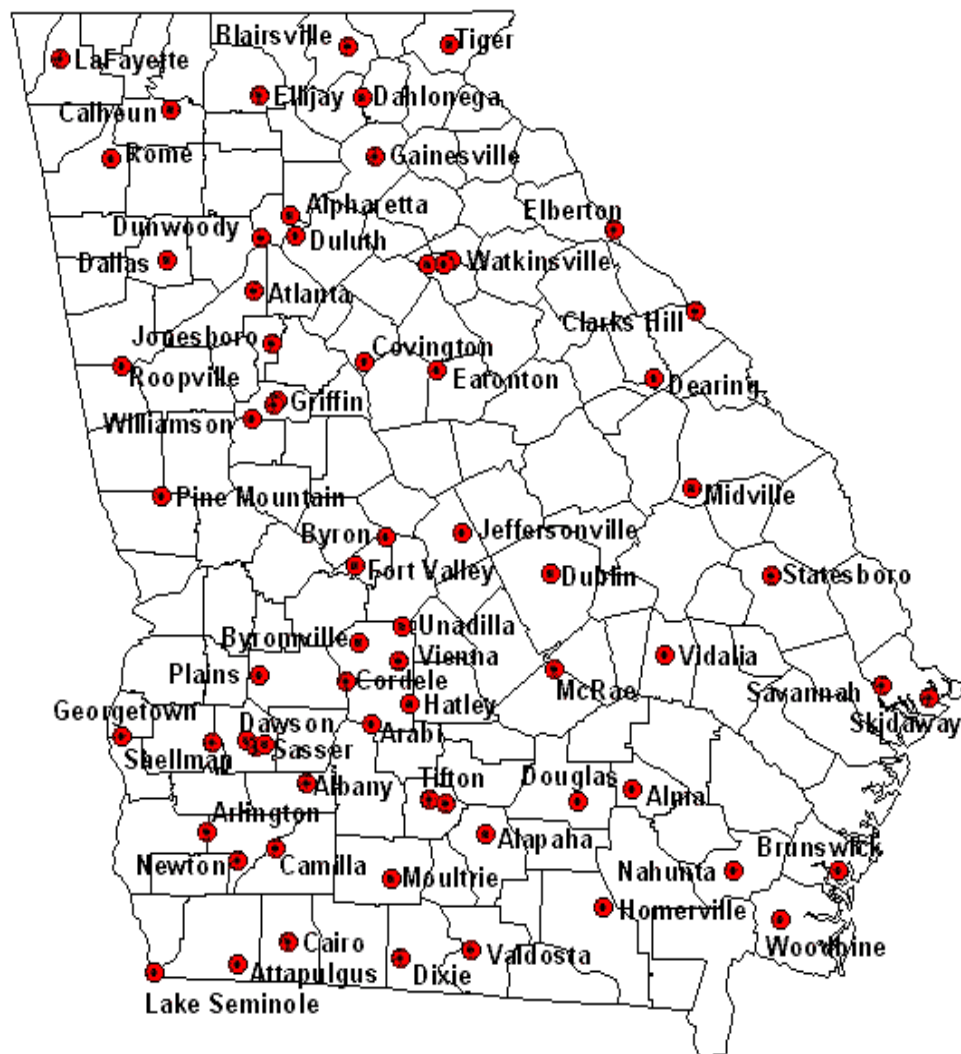 Blairsville
Tiger
LaFayette
Ellijay
Dahlonega
Calhoun
Rome
Gainesville
Alpharetta
Elberton
Dunwoody
Duluth
Dallas
Watkinsville
Atlanta
Clarks Hill
Jonesboro
Covington
Roopville
Eatonton
Dearing
Griffin
Williamson
Pine Mountain
Midville
Byron
Jeffersonville
Fort Valley
Dublin
Statesboro
Unadilla
Byromville
Vienna
Vidalia
Plains
Cordele
McRae
Savannah
Hatley
Skidaway
Georgetown
Dawson
Arabi
Shellman
Sasser
Albany
Tifton
Douglas
Alma
Arlington
Alapaha
Newton
Camilla
Brunswick
Moultrie
Nahunta
Homerville
Cairo
Valdosta
Woodbine
Attapulgus
Dixie
Lake Seminole